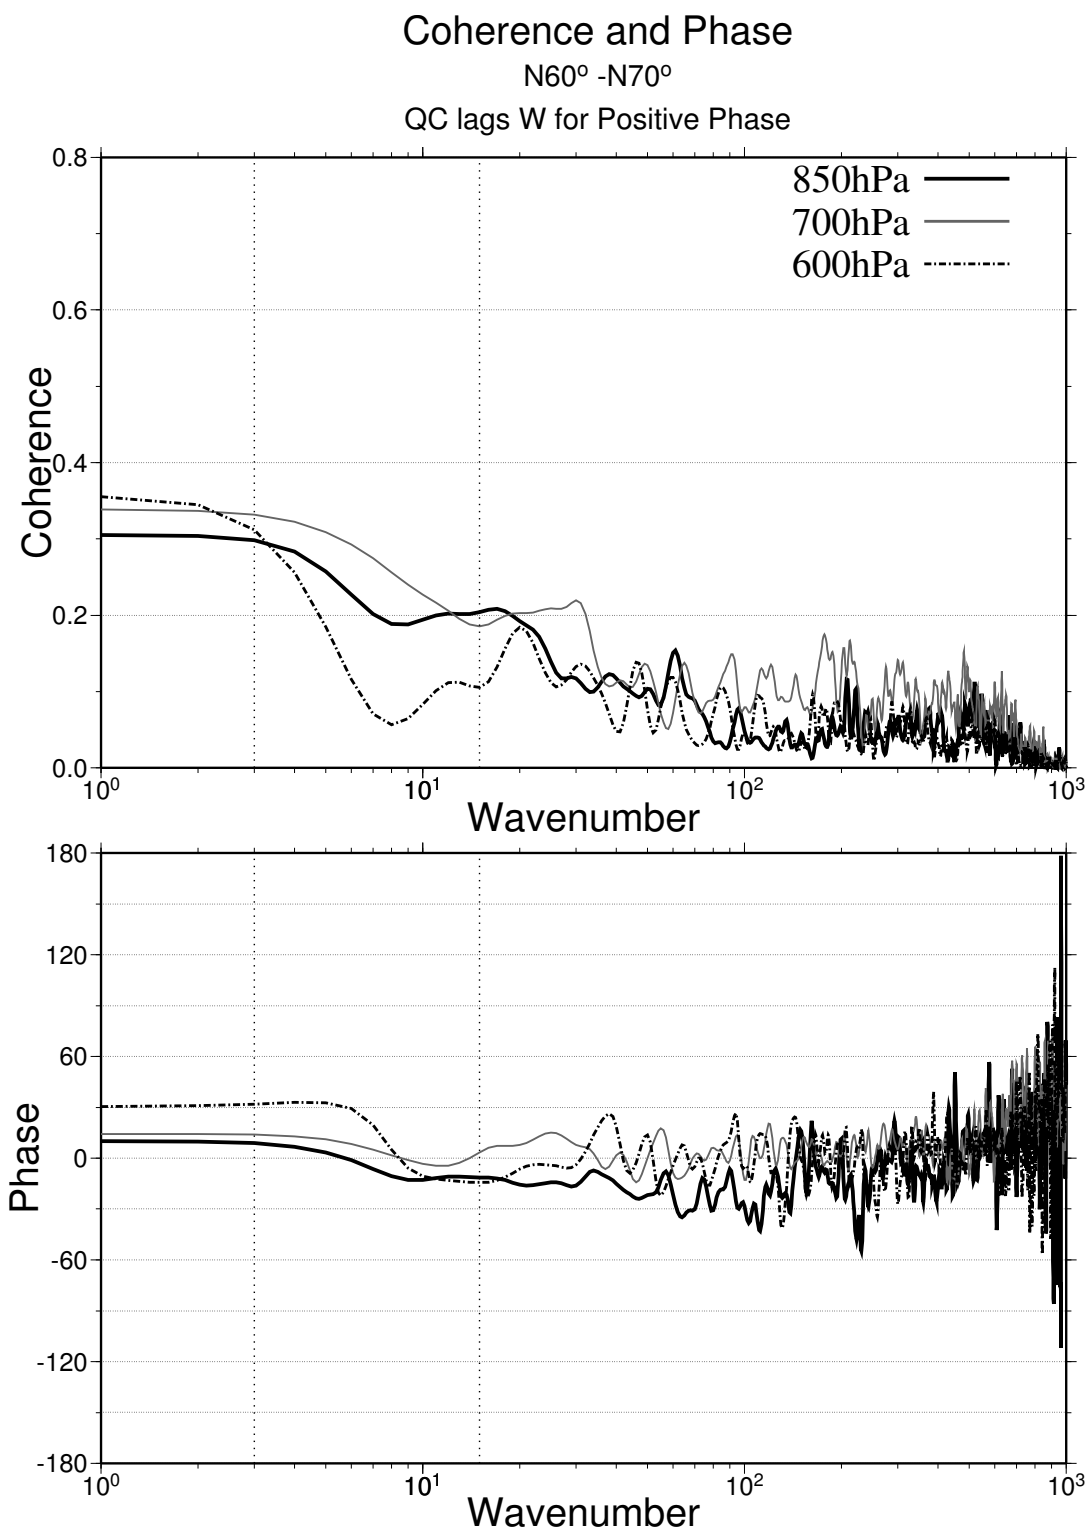 Coherence and Phase
N60º -N70º
QC lags W for Positive Phase
850hPa
700hPa
600hPa
Coherence
0.8
0.6
0.4
0.2
0.0
10⁰ 10¹ 10² 10³
Wavenumber
Phase
180
120
60
0
-60
-120
-180
10⁰ 10¹ 10² 10³
Wavenumber